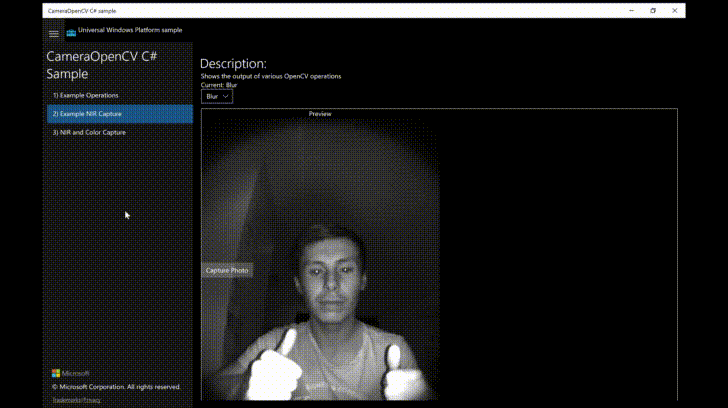 CameraOpenCV C# sample
Universal Windows Platform sample
CameraOpenCV C#
Sample
1) Example Operations
2) Example NIR Capture
3) NIR and Color Capture
Description:
Shows the output of various OpenCV operations
Current: Blur
Blur
Preview
Capture Photo
Microsoft
© Microsoft Corporation. All rights reserved.
Trademarks Privacy